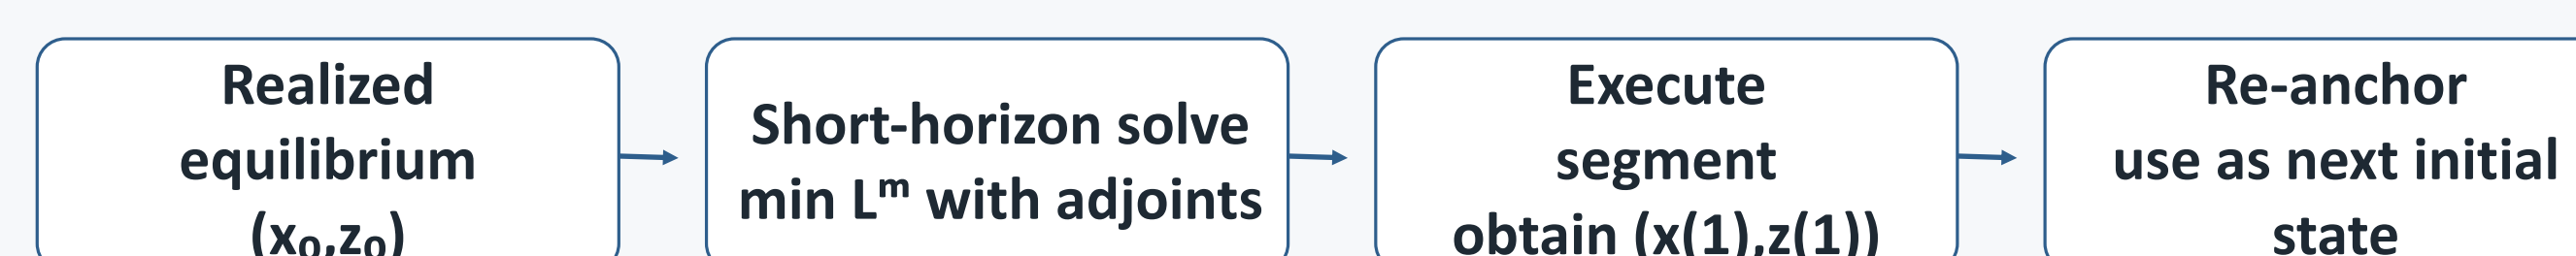 Realized
equilibrium
(x₀,z₀)
Short-horizon solve
min Lᵐ with adjoints
Execute
segment
obtain (x(1),z(1))
Re-anchor
use as next initial
state